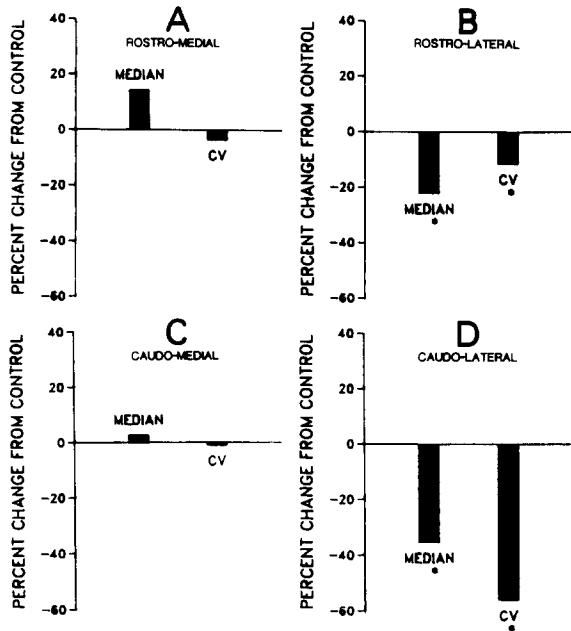 A
ROSTRO-MEDIAL
PERCENT CHANGE FROM CONTROL
40
20
0
-20
-40
-60
MEDIAN
CV
B
ROSTRO-LATERAL
PERCENT CHANGE FROM CONTROL
40
20
0
-20
-40
-60
MEDIAN
*
CV
*
C
CAUDO-MEDIAL
PERCENT CHANGE FROM CONTROL
40
20
0
-20
-40
-60
MEDIAN
CV
D
CAUDO-LATERAL
PERCENT CHANGE FROM CONTROL
40
20
0
-20
-40
-60
MEDIAN
*
CV
*